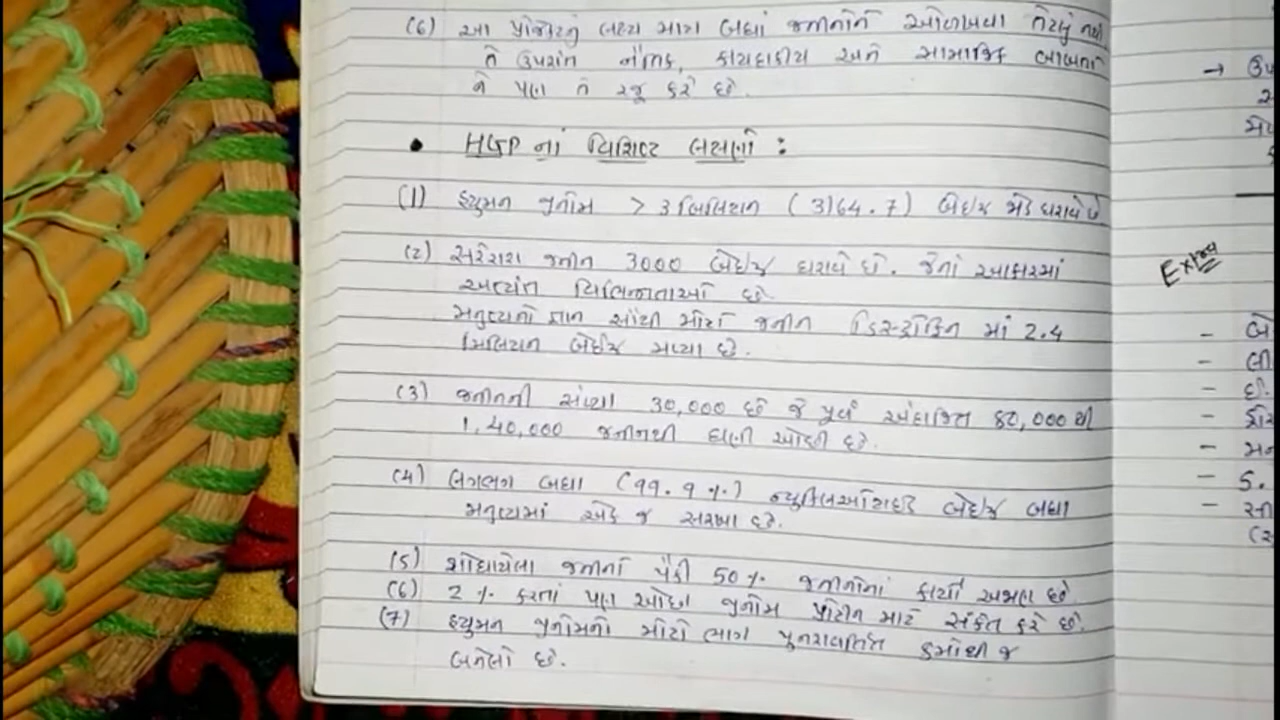 (6) આ પ્રોજેક્ટનું લક્ષ્ય માત્ર બધાં જનીનોને ઓળખવા તેટલું નથી
તે ઉપરાંત નૈતિક, કાયદાકીય અને સામાજિક બાબતો
ને પણ તે રજૂ કરે છે.
• HGP નાં વિશિષ્ટ લક્ષણો :
(1) હ્યુમન જીનોમ > 3 બિલિયન (3164.7) બેઇઝ જોડ ધરાવે છે
(2) સરેરાશ જનીન 3000 બેઇઝ ધરાવે છે. જેનાં આકારમાં
અત્યંત વિભિન્નતાઓ છે.
મનુષ્યનો જ્ઞાત સૌથી મોટો જનીન ડિસ્ટ્રોફિન માં 2.4
મિલિયન બેઈઝ મળ્યા છે.
(3) જનીનની સંખ્યા 30,000 છે જે પૂર્વ અંદાજિત 80,000 થી
1,40,000 જનીનથી ઘણી ઓછી છે.
(4) લગભગ બધા (99.9%) ન્યુક્લિઓટાઇડ બેઈઝ બધા
મનુષ્યમાં એક જ સરખા છે.
(5) શોધાયેલા જનીનો પૈકી 50% જનીનોનાં કાર્યો અજ્ઞાત છે
(6) 2% કરતાં પણ ઓછા જીનોમ પ્રોટીન માટે સંકેત કરે છે.
(7) હ્યુમન જીનોમનો મોટો ભાગ પુનરાવર્તિત ક્રમોથી જ
બનેલો છે.
→
Extra